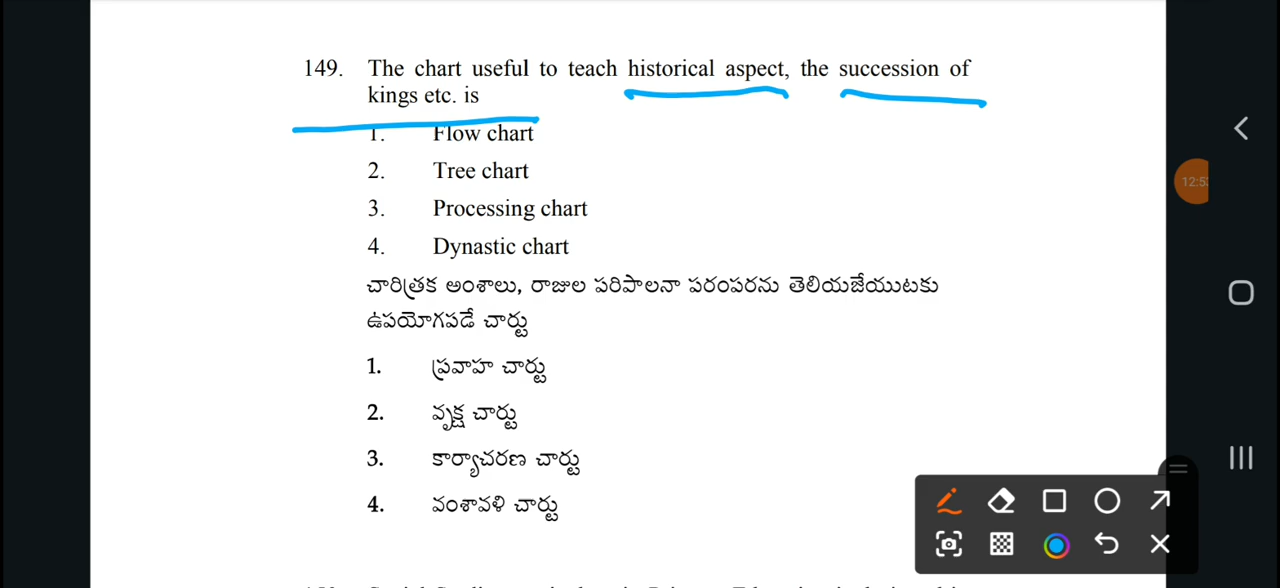 149. The chart useful to teach historical aspect, the succession of
kings etc. is
1. Flow chart
2. Tree chart
3. Processing chart
4. Dynastic chart
చారిత్రక అంశాలు, రాజుల పరిపాలనా పరంపరను తెలియజేయుటకు
ఉపయోగపడే చార్టు
1. ప్రవాహ చార్టు
2. వృక్ష చార్టు
3. కార్యాచరణ చార్టు
4. వంశావళి చార్టు